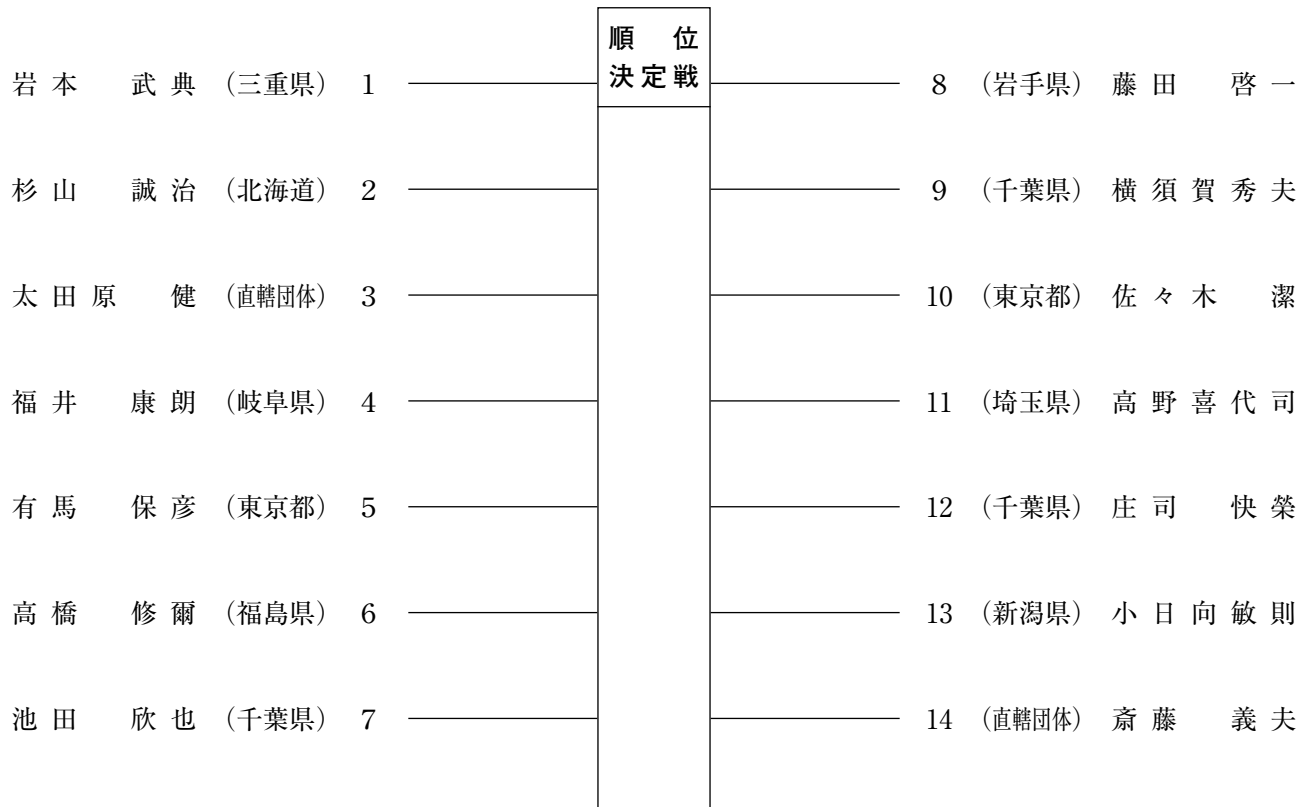 順　位
決定戦
岩本　武典（三重県）1　8（岩手県）藤田　啓一
杉山　誠治（北海道）2　9（千葉県）横須賀秀夫
太田原　健（直轄団体）3　10（東京都）佐々木　潔
福井　康朗（岐阜県）4　11（埼玉県）高野喜代司
有馬　保彦（東京都）5　12（千葉県）庄司　快榮
高橋　修爾（福島県）6　13（新潟県）小日向敏則
池田　欣也（千葉県）7　14（直轄団体）斎藤　義夫